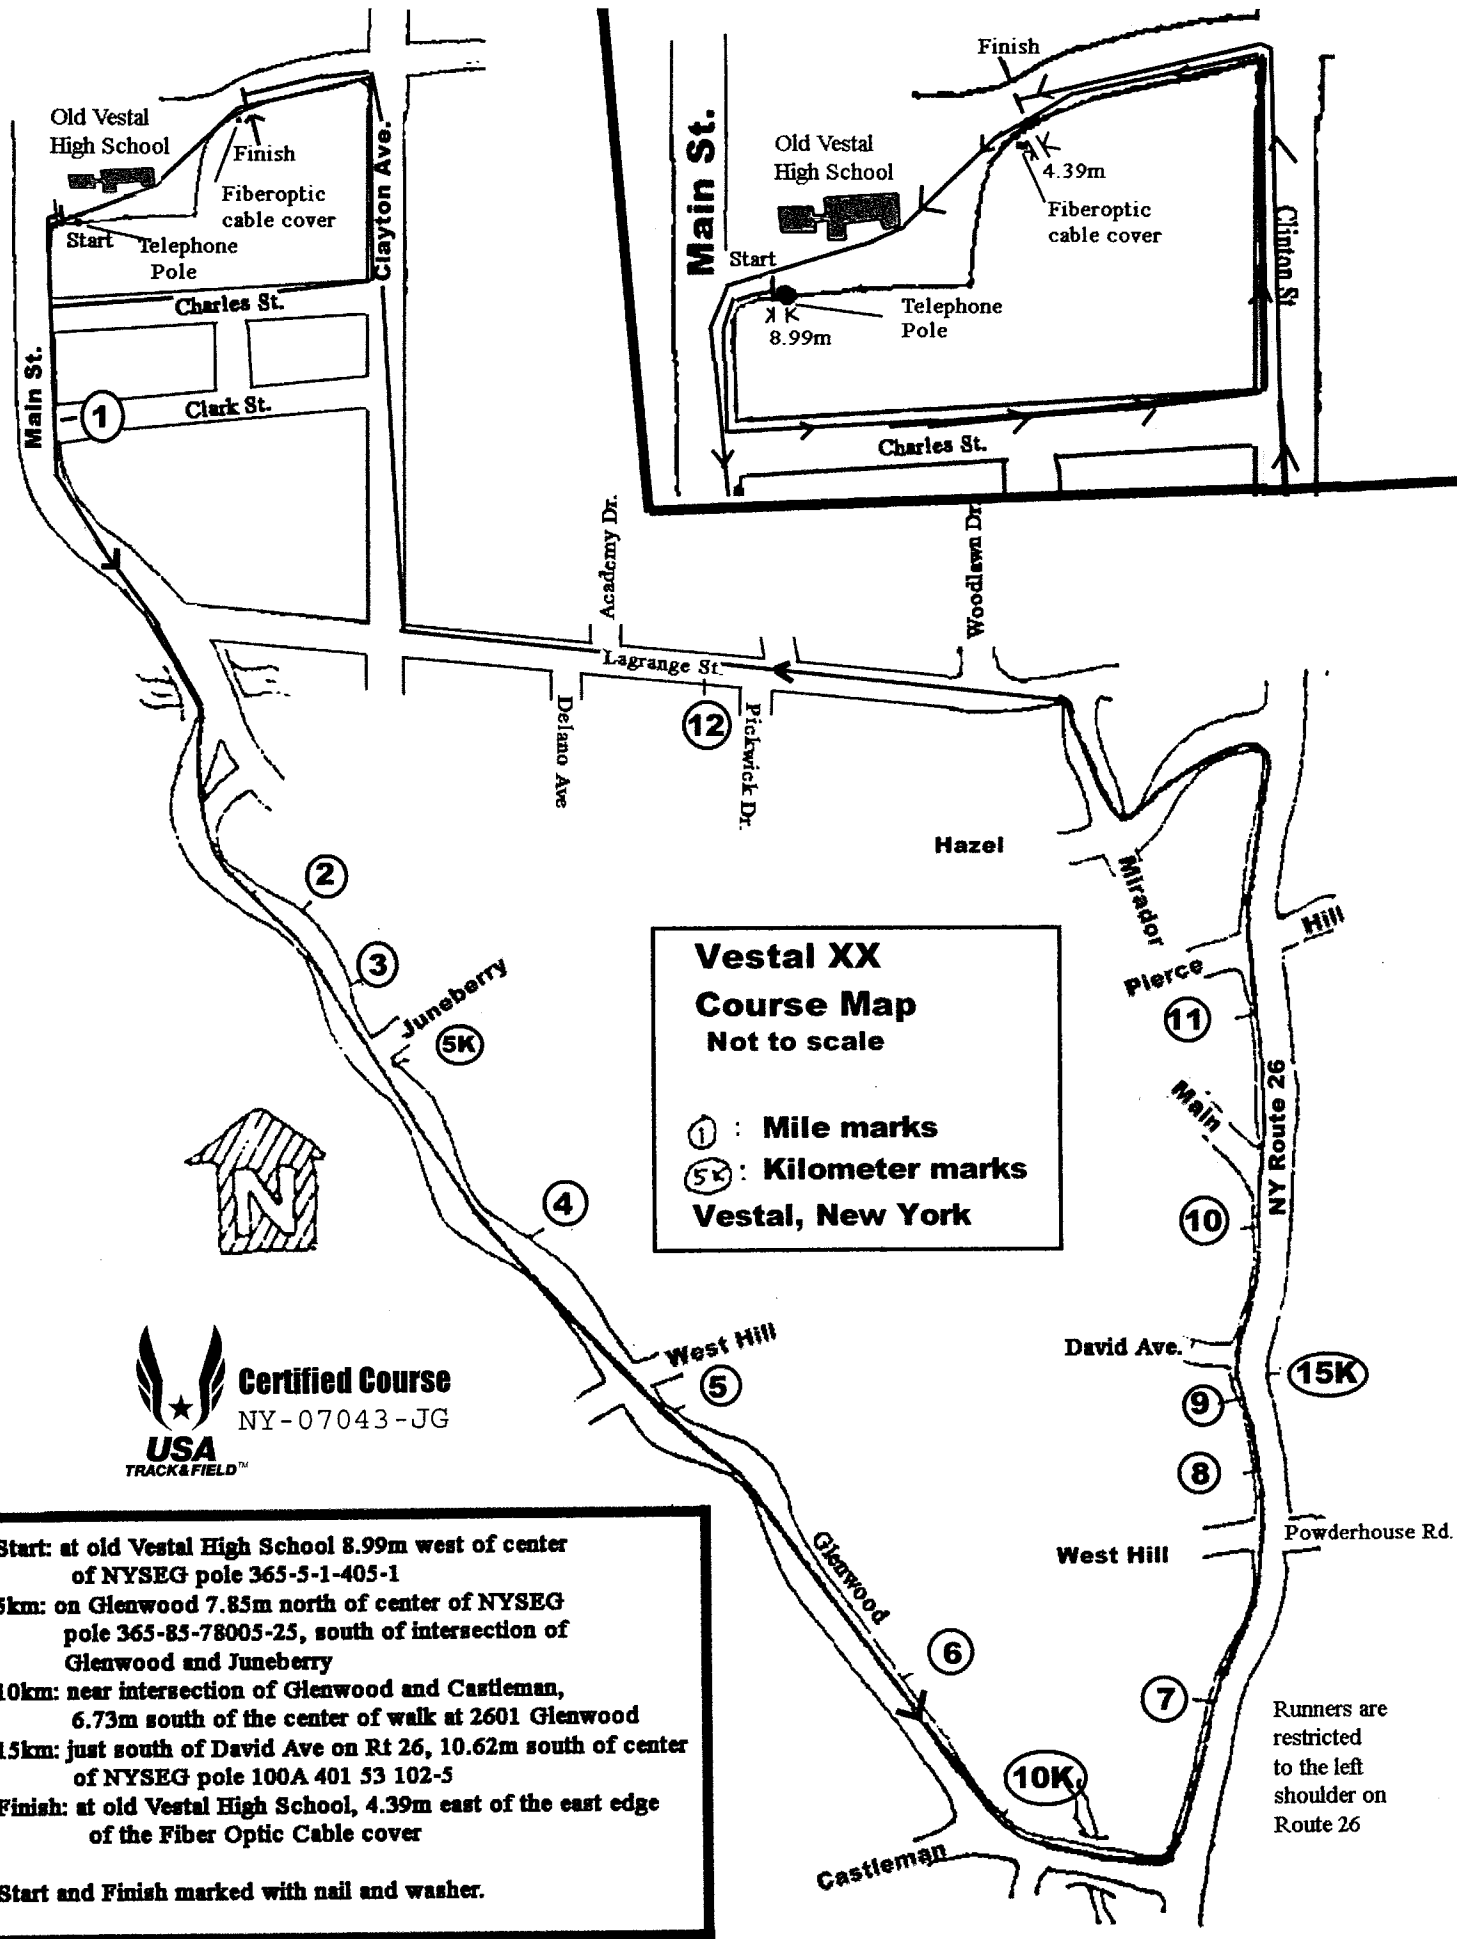 Old Vestal
High School
Finish
Fiberoptic
cable cover
Start
Telephone
Pole
Clayton Ave.
Charles St.
Main St.
Clark St.
1
Main St.
Finish
Old Vestal
High School
4.39m
Fiberoptic
cable cover
Start
Telephone
Pole
8.99m
Clinton St
Charles St.
Academy Dr.
Woodlawn Dr.
Lagrange St.
Delano Ave
12
Pickwick Dr.
Hazel
Mirador
Hill
Pierce
2
3
Juneberry
5K
11
Main
NY Route 26
10
Vestal XX
Course Map
Not to scale
1 : Mile marks
5K : Kilometer marks
Vestal, New York
N
4
West Hill
5
David Ave.
15K
9
8
Powderhouse Rd.
West Hill
Certified Course
NY-07043-JG
USA
TRACK&FIELD™
Glenwood
6
7
10K
Castleman
Runners are
restricted
to the left
shoulder on
Route 26
Start: at old Vestal High School 8.99m west of center
of NYSEG pole 365-5-1-405-1
5km: on Glenwood 7.85m north of center of NYSEG
pole 365-85-78005-25, south of intersection of
Glenwood and Juneberry
10km: near intersection of Glenwood and Castleman,
6.73m south of the center of walk at 2601 Glenwood
15km: just south of David Ave on Rt 26, 10.62m south of center
of NYSEG pole 100A 401 53 102-5
Finish: at old Vestal High School, 4.39m east of the east edge
of the Fiber Optic Cable cover
Start and Finish marked with nail and washer.